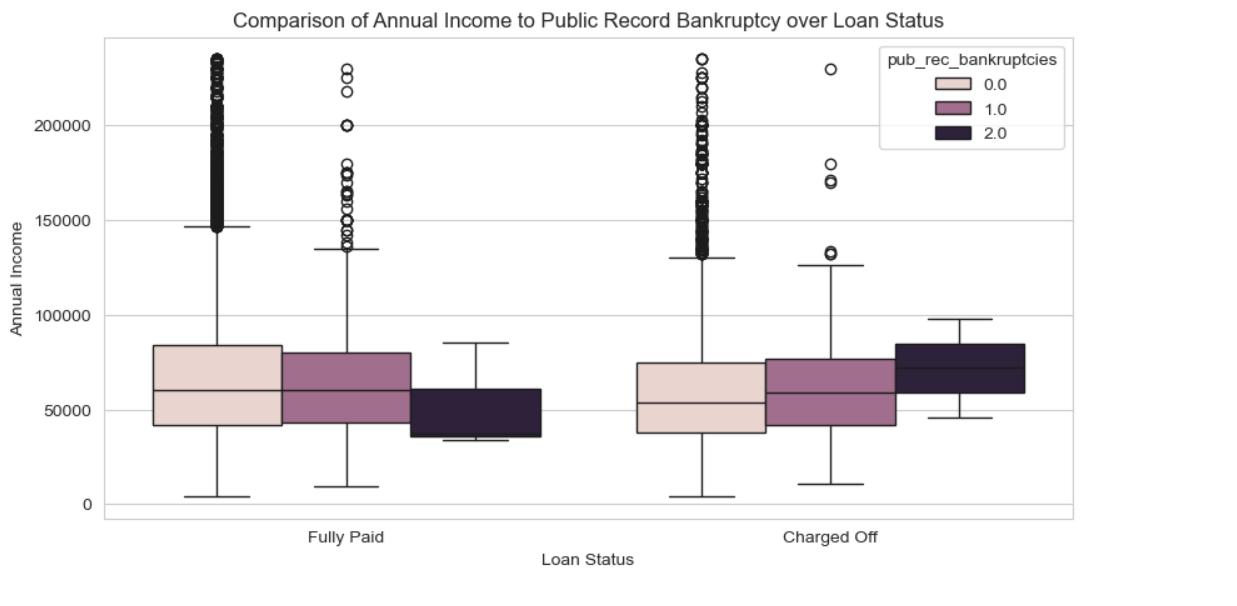 Comparison of Annual Income to Public Record Bankruptcy over Loan Status
pub_rec_bankruptcies
0.0
1.0
2.0
Annual Income
200000
150000
100000
50000
0
Fully Paid
Charged Off
Loan Status